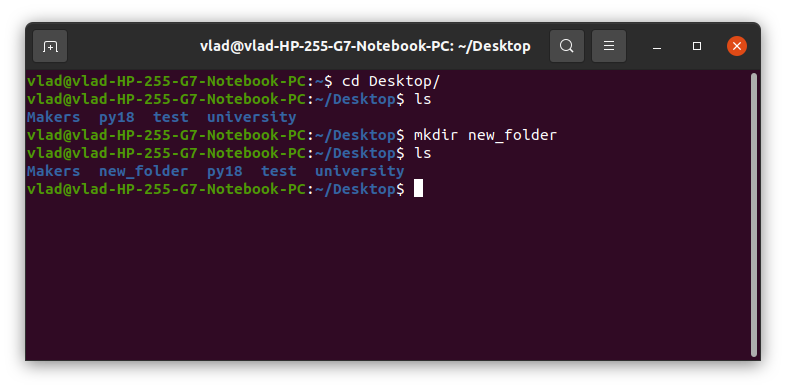 vlad@vlad-HP-255-G7-Notebook-PC: ~/Desktop
vlad@vlad-HP-255-G7-Notebook-PC:~$ cd Desktop/
vlad@vlad-HP-255-G7-Notebook-PC:~/Desktop$ ls
Makers  py18  test  university
vlad@vlad-HP-255-G7-Notebook-PC:~/Desktop$ mkdir new_folder
vlad@vlad-HP-255-G7-Notebook-PC:~/Desktop$ ls
Makers  new_folder  py18  test  university
vlad@vlad-HP-255-G7-Notebook-PC:~/Desktop$